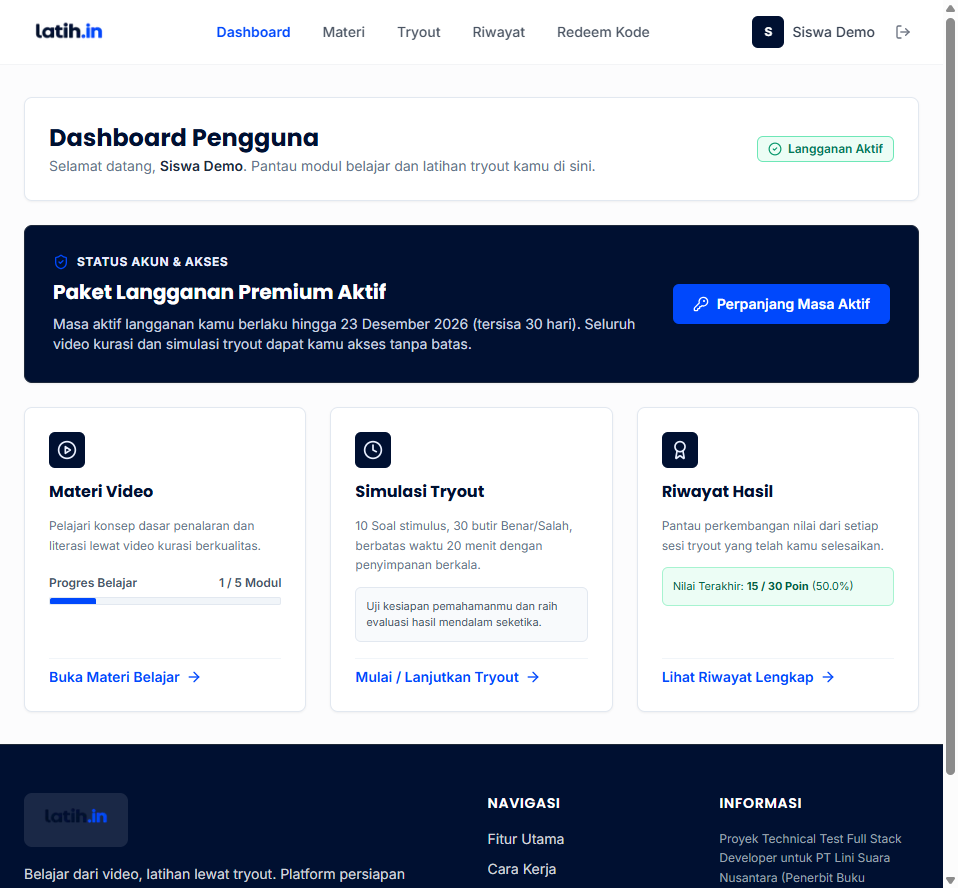 latih.in
Dashboard
Materi
Tryout
Riwayat
Redeem Kode
S
Siswa Demo
Dashboard Pengguna
Selamat datang, Siswa Demo. Pantau modul belajar dan latihan tryout kamu di sini.
Langganan Aktif
STATUS AKUN & AKSES
Paket Langganan Premium Aktif
Masa aktif langganan kamu berlaku hingga 23 Desember 2026 (tersisa 30 hari). Seluruh
video kurasi dan simulasi tryout dapat kamu akses tanpa batas.
Perpanjang Masa Aktif
Materi Video
Pelajari konsep dasar penalaran dan
literasi lewat video kurasi berkualitas.
Progres Belajar
1 / 5 Modul
Buka Materi Belajar
Simulasi Tryout
10 Soal stimulus, 30 butir Benar/Salah,
berbatas waktu 20 menit dengan
penyimpanan berkala.
Uji kesiapan pemahamanmu dan raih
evaluasi hasil mendalam seketika.
Mulai / Lanjutkan Tryout
Riwayat Hasil
Pantau perkembangan nilai dari setiap
sesi tryout yang telah kamu selesaikan.
Nilai Terakhir: 15 / 30 Poin (50.0%)
Lihat Riwayat Lengkap
latih.in
Belajar dari video, latihan lewat tryout. Platform persiapan
NAVIGASI
Fitur Utama
Cara Kerja
INFORMASI
Proyek Technical Test Full Stack
Developer untuk PT Lini Suara
Nusantara (Penerbit Buku